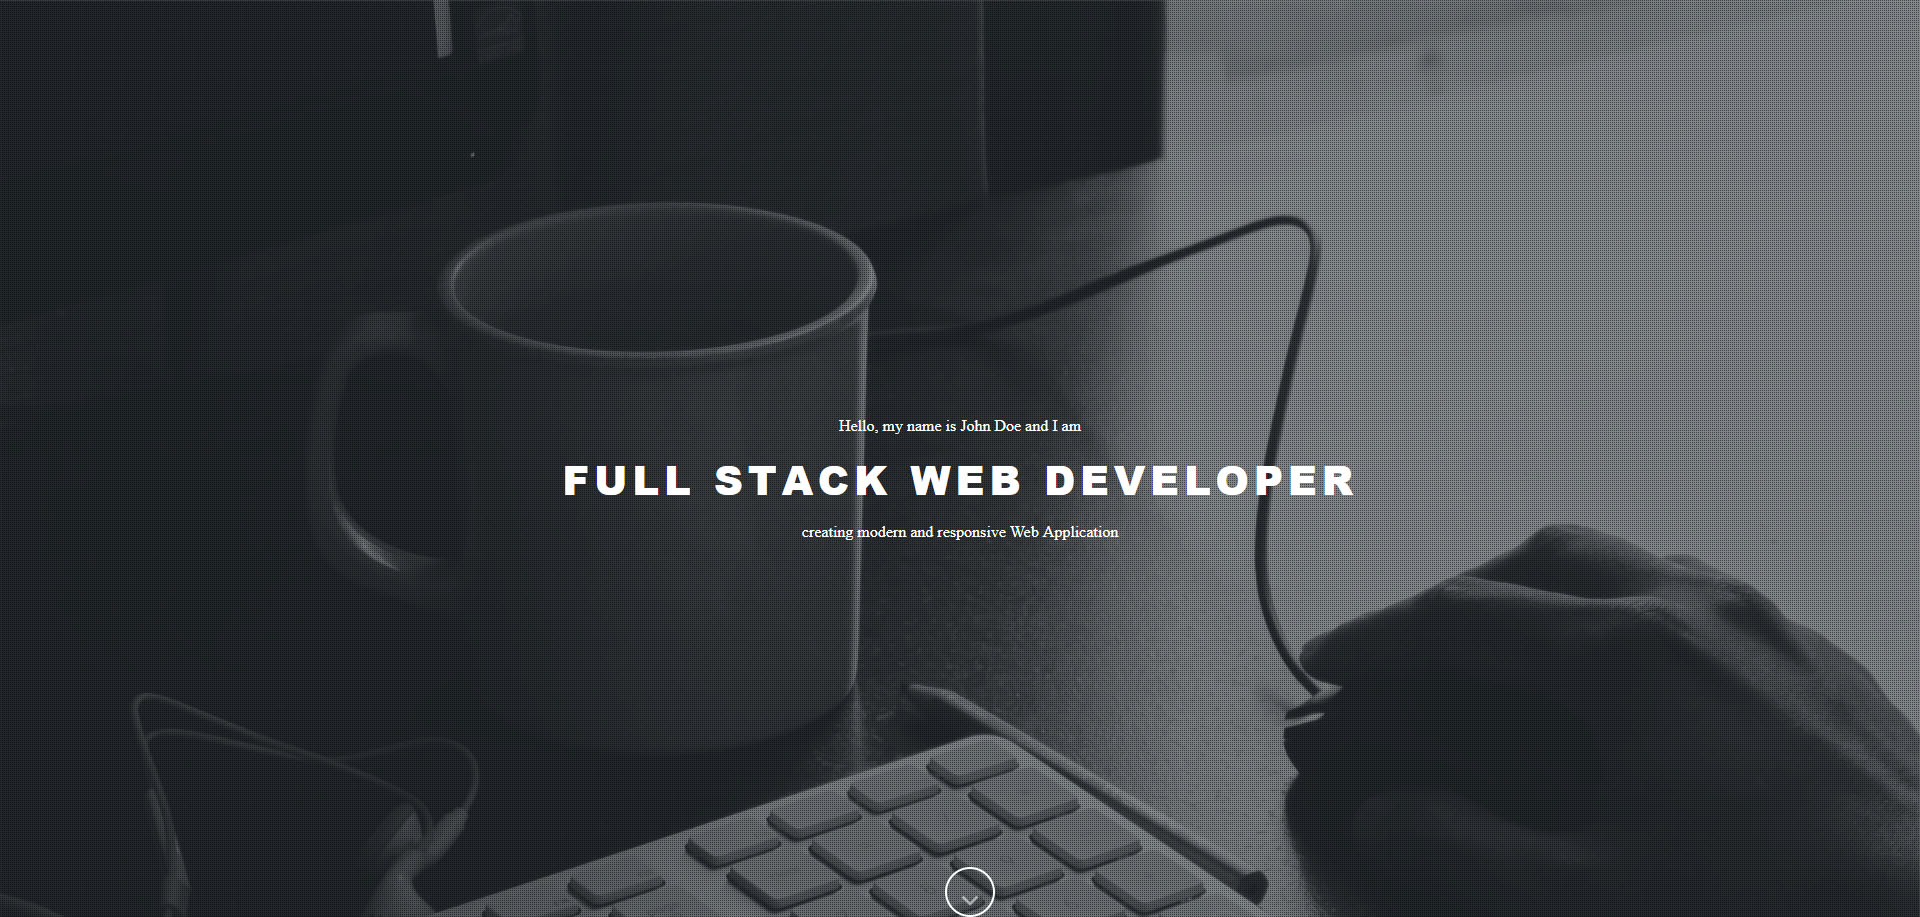 Hello, my name is John Doe and I am
FULL STACK WEB DEVELOPER
creating modern and responsive Web Application